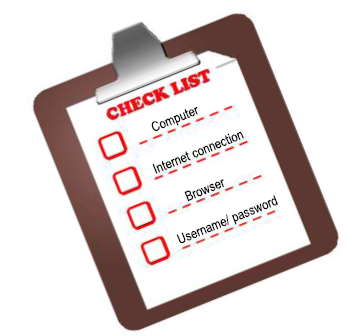 CHECK LIST
Computer
Internet connection
Browser
Username/ password